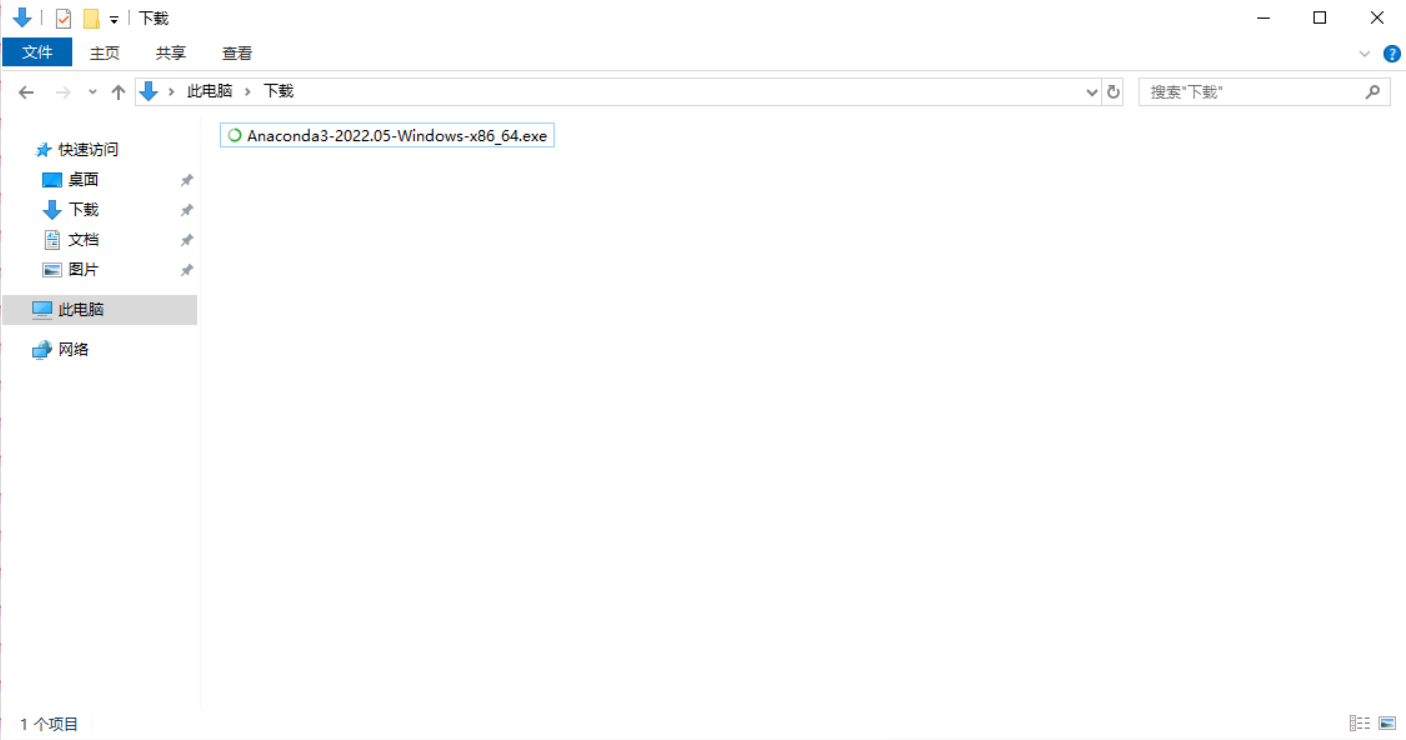 下载
文件 主页 共享 查看
此电脑 下载 搜索"下载"
Anaconda3-2022.05-Windows-x86_64.exe
快速访问
桌面
下载
文档
图片
此电脑
网络
1 个项目